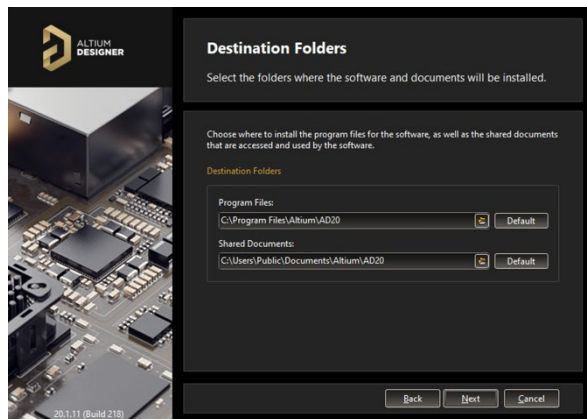 ALTIUM
DESIGNER
Destination Folders
Select the folders where the software and documents will be installed.
Choose where to install the program files for the software, as well as the shared documents
that are accessed and used by the software.
Destination Folders
Program Files:
C:\Program Files\Altium\AD20
Default
Shared Documents:
C:\Users\Public\Documents\Altium\AD20
Default
20.1.11 (Build 218)
Back Next Cancel